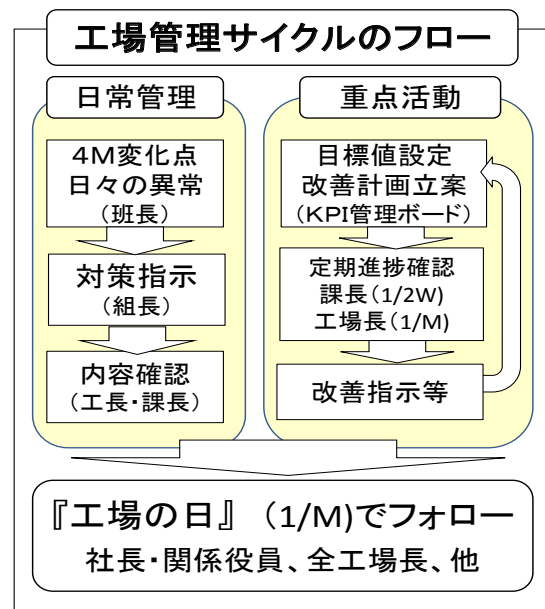 工場管理サイクルのフロー
日常管理
4M変化点
日々の異常
(班長)
対策指示
(組長)
内容確認
(工長・課長)
重点活動
目標値設定
改善計画立案
(KPI管理ボード)
定期進捗確認
課長(1/2W)
工場長(1/M)
改善指示等
『工場の日』 (1/M)でフォロー
社長・関係役員、全工場長、他